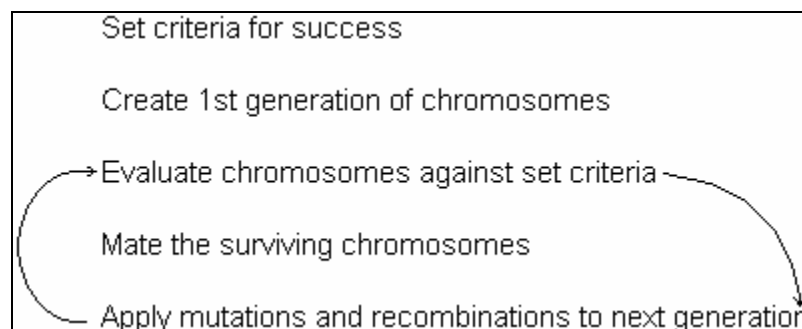 Set criteria for success
Create 1st generation of chromosomes
Evaluate chromosomes against set criteria
Mate the surviving chromosomes
Apply mutations and recombinations to next generation